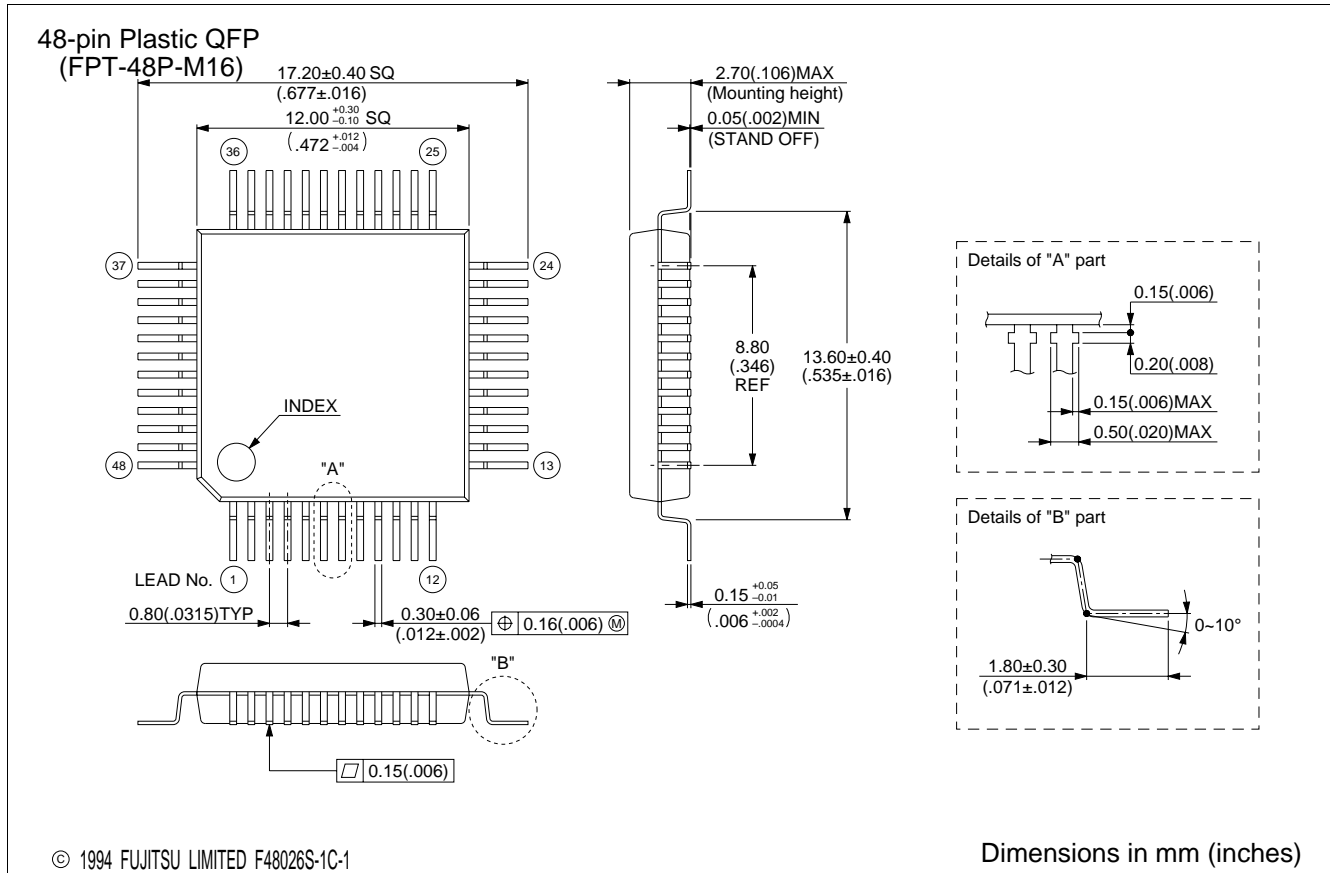 48-pin Plastic QFP
(FPT-48P-M16)
17.20±0.40 SQ
(.677±.016)
12.00 +0.30 −0.10 SQ
(.472 +.012 −.004)
36
25
37
24
48
13
INDEX
"A"
LEAD No.
1
12
0.80(.0315)TYP
0.30±0.06
(.012±.002)
⌖ 0.16(.006) Ⓜ
2.70(.106)MAX
(Mounting height)
0.05(.002)MIN
(STAND OFF)
8.80
(.346)
REF
13.60±0.40
(.535±.016)
0.15 +0.05 −0.01
(.006 +.002 −.0004)
"B"
⏥ 0.15(.006)
Details of "A" part
0.15(.006)
0.20(.008)
0.15(.006)MAX
0.50(.020)MAX
Details of "B" part
0~10°
1.80±0.30
(.071±.012)
© 1994 FUJITSU LIMITED F48026S-1C-1
Dimensions in mm (inches)